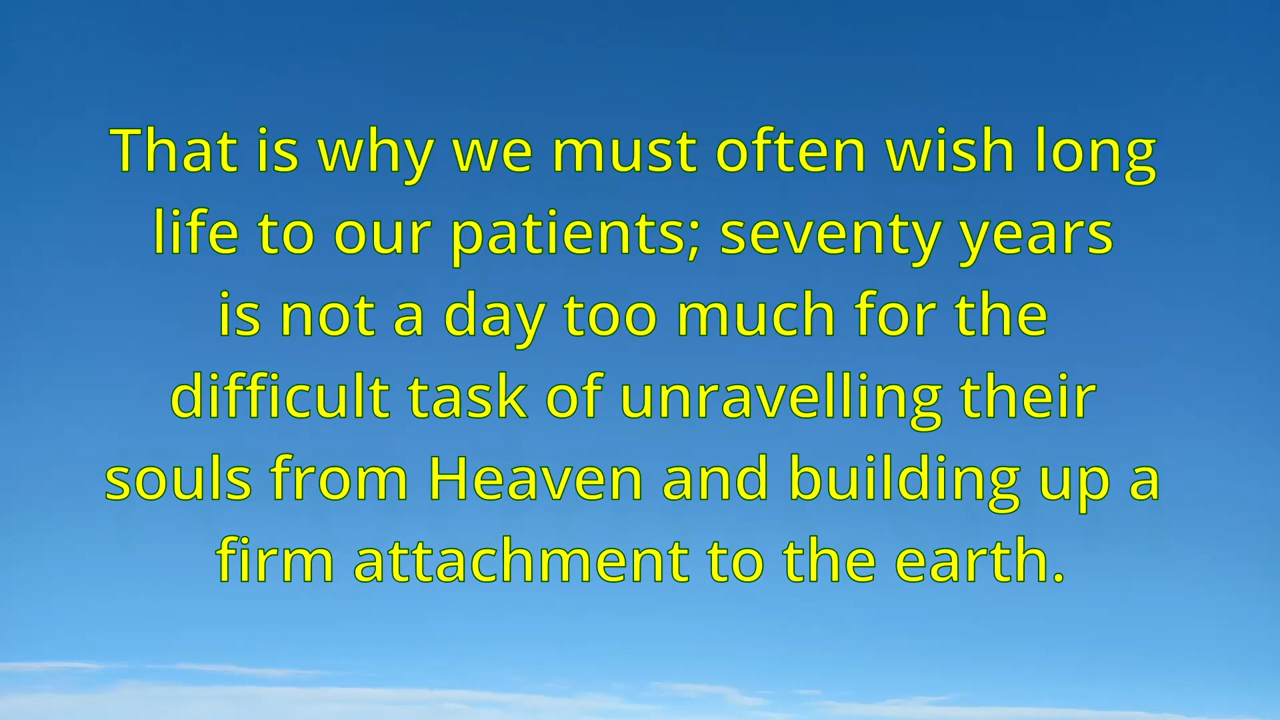 That is why we must often wish long
life to our patients; seventy years
is not a day too much for the
difficult task of unravelling their
souls from Heaven and building up a
firm attachment to the earth.